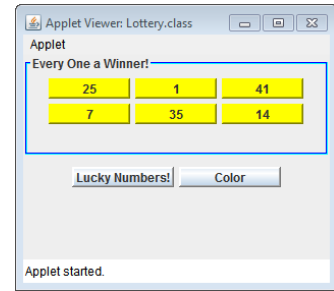 Applet Viewer: Lottery.class
Applet
Every One a Winner!
25 1 41
7 35 14
Lucky Numbers! Color
Applet started.